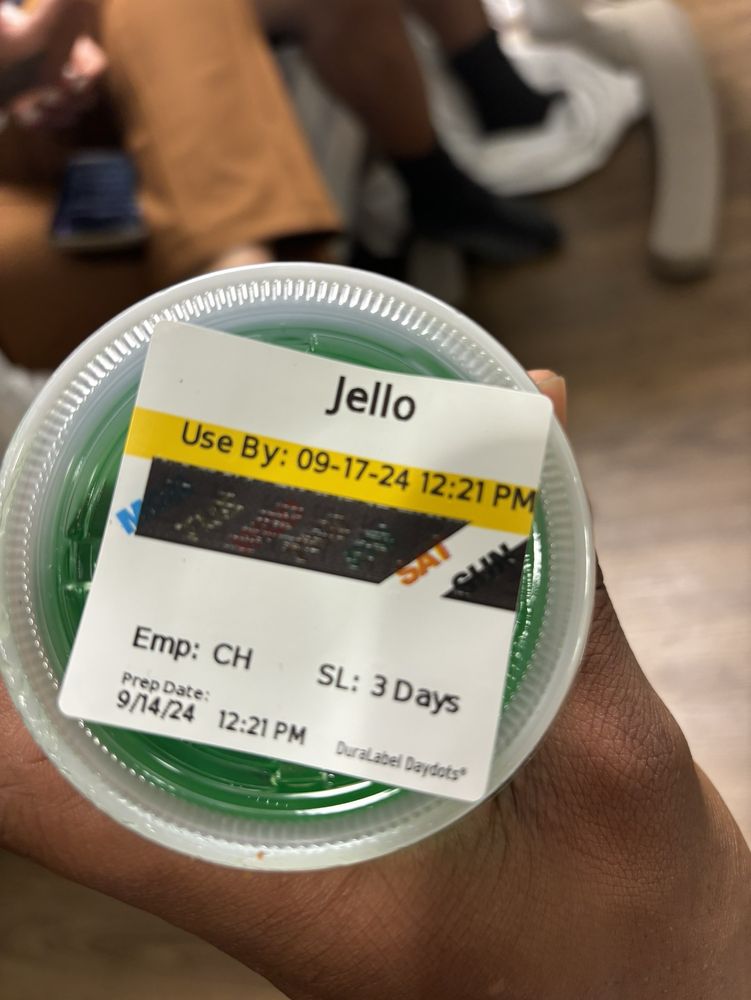 Jello
Use By: 09-17-24 12:21 PM
SAT SUN
Emp: CH SL: 3 Days
Prep Date:
9/14/24 12:21 PM
DuraLabel Daydots®